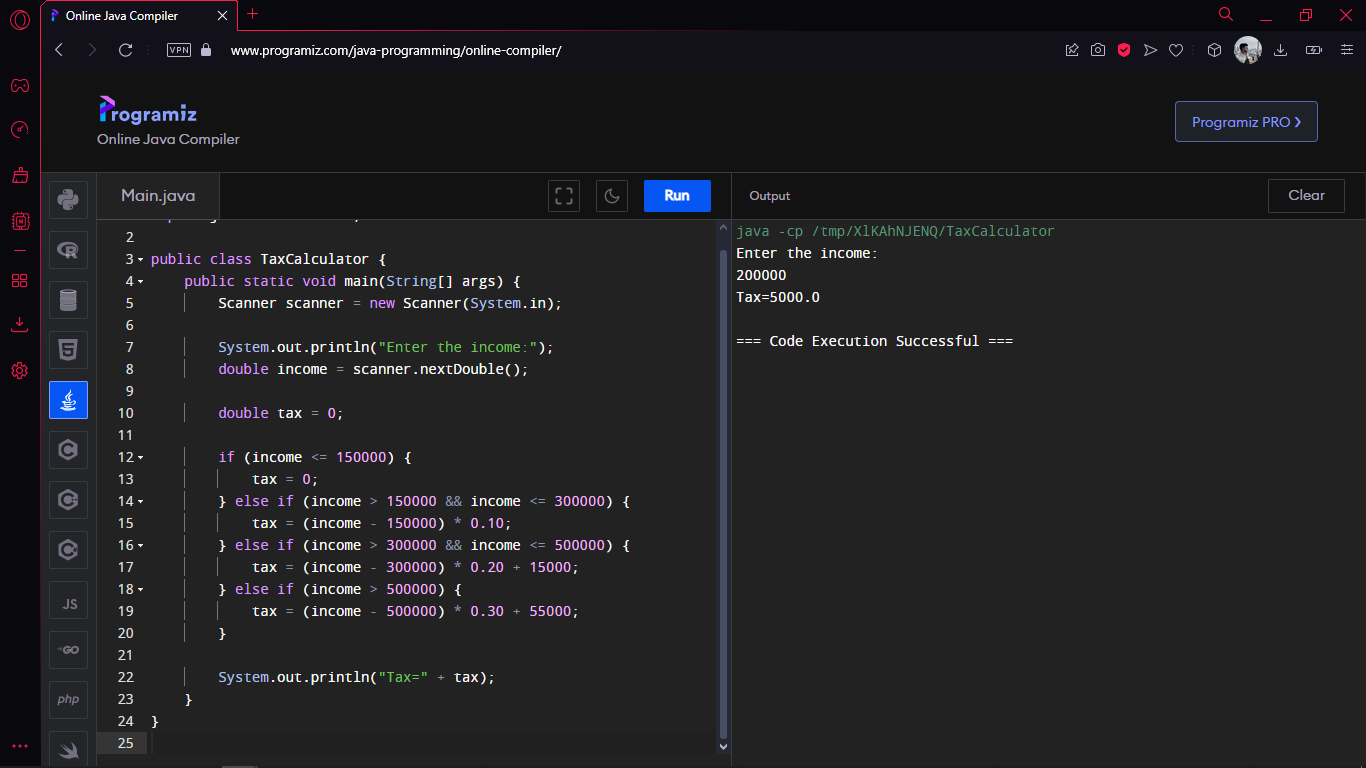 Online Java Compiler
VPN
www.programiz.com/java-programming/online-compiler/
Programiz
Online Java Compiler
Programiz PRO ❯
Main.java
Run
Output
Clear
2
3 public class TaxCalculator {
4 public static void main(String[] args) {
5 Scanner scanner = new Scanner(System.in);
6
7 System.out.println("Enter the income:");
8 double income = scanner.nextDouble();
9
10 double tax = 0;
11
12 if (income <= 150000) {
13 tax = 0;
14 } else if (income > 150000 && income <= 300000) {
15 tax = (income - 150000) * 0.10;
16 } else if (income > 300000 && income <= 500000) {
17 tax = (income - 300000) * 0.20 + 15000;
18 } else if (income > 500000) {
19 tax = (income - 500000) * 0.30 + 55000;
20 }
21
22 System.out.println("Tax=" + tax);
23 }
24 }
25
JS
GO
php
java -cp /tmp/XlKAhNJENQ/TaxCalculator
Enter the income:
200000
Tax=5000.0
=== Code Execution Successful ===